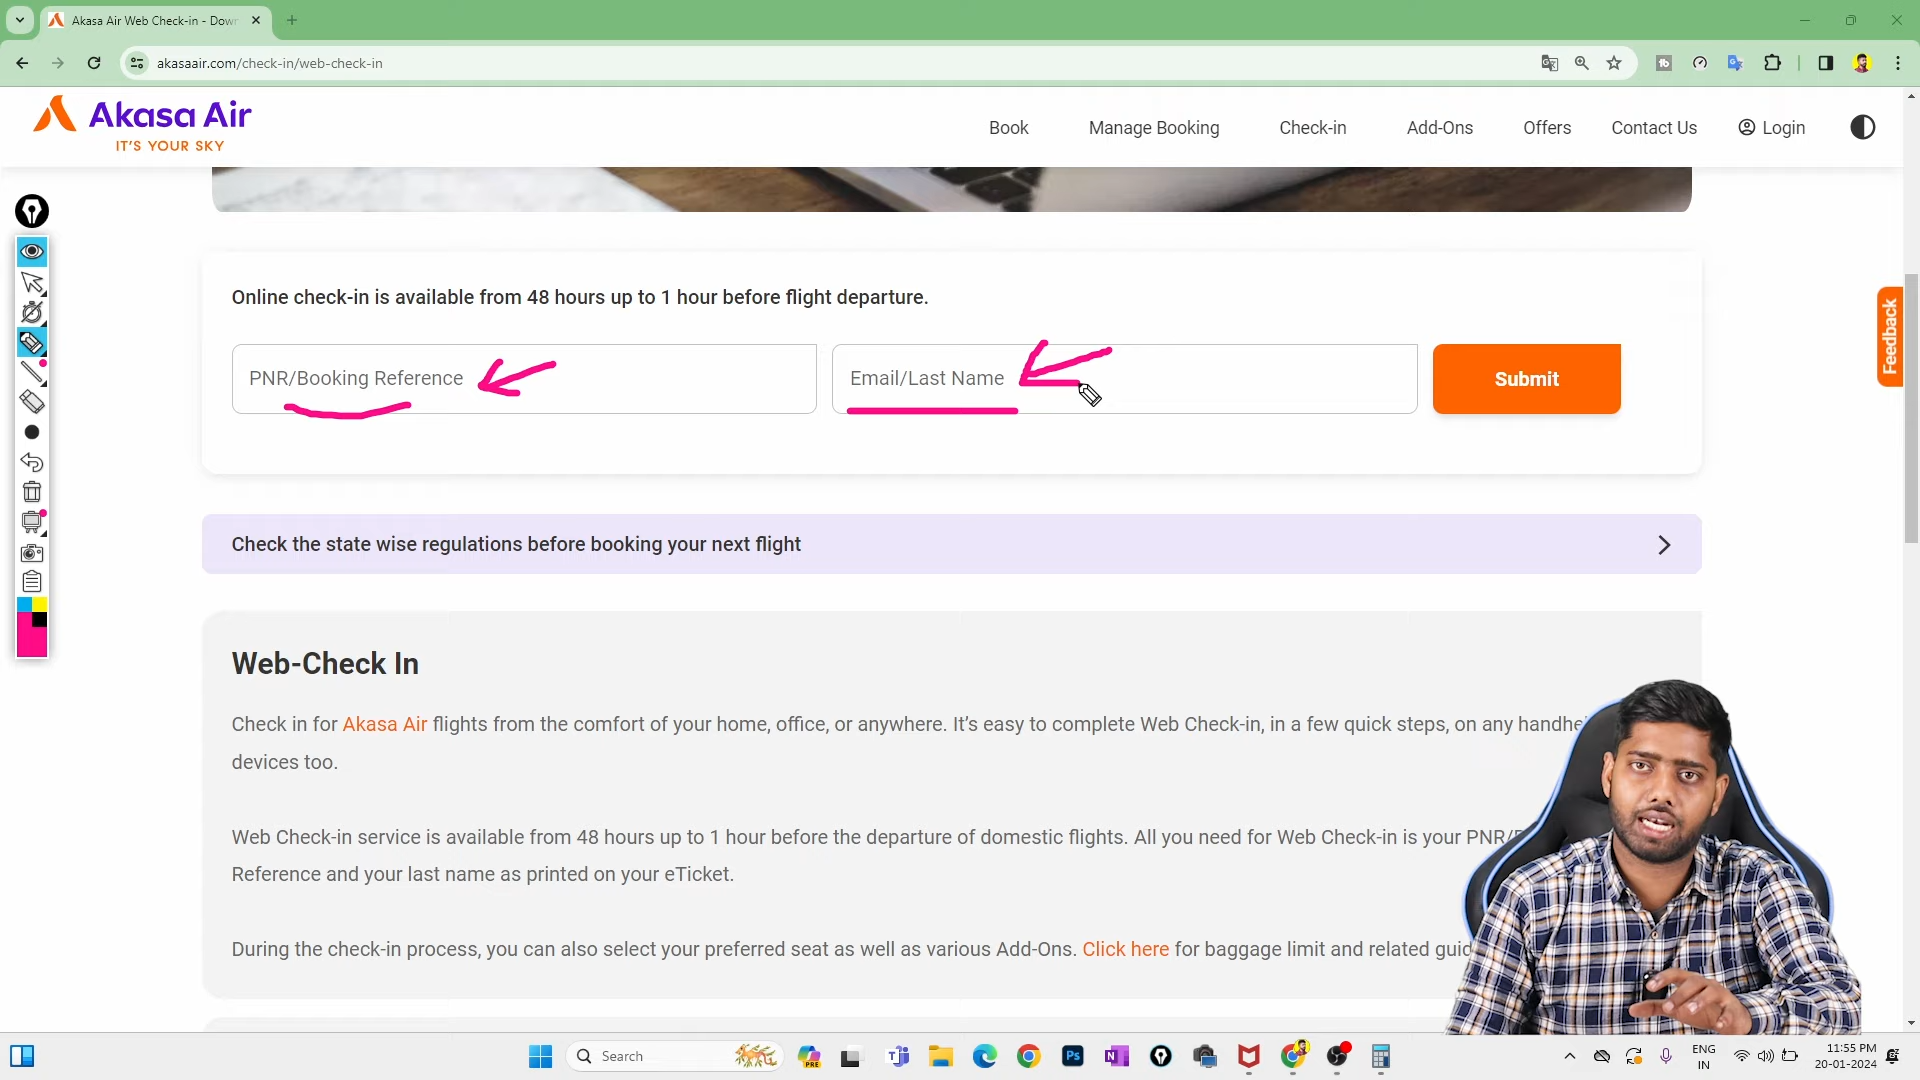 Akasa Air Web Check-in - Dow
akasaair.com/check-in/web-check-in
Akasa Air
IT'S YOUR SKY
Book
Manage Booking
Check-in
Add-Ons
Offers
Contact Us
Login
Feedback
Online check-in is available from 48 hours up to 1 hour before flight departure.
PNR/Booking Reference
Email/Last Name
Submit
Check the state wise regulations before booking your next flight
Web-Check In
Check in for Akasa Air flights from the comfort of your home, office, or anywhere. It's easy to complete Web Check-in, in a few quick steps, on any handhe
devices too.
Web Check-in service is available from 48 hours up to 1 hour before the departure of domestic flights. All you need for Web Check-in is your PNR/
Reference and your last name as printed on your eTicket.
During the check-in process, you can also select your preferred seat as well as various Add-Ons. Click here for baggage limit and related guid
Search
PRE
Ps
ENG
IN
11:55 PM
20-01-2024